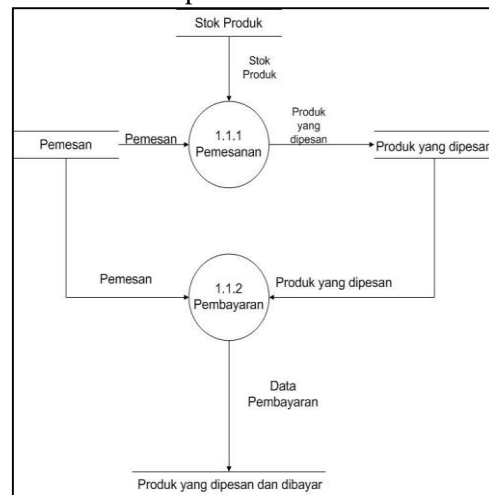 Stok Produk
Stok
Produk
Pemesan
Pemesan
1.1.1
Pemesanan
Produk
yang
dipesan
Produk yang dipesan
Pemesan
1.1.2
Pembayaran
Produk yang dipesan
Data
Pembayaran
Produk yang dipesan dan dibayar